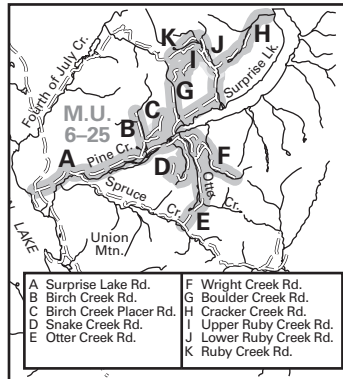 K
J
H
Fourth of July Cr.
I
M.U.
6–25
G
Surprise Lk.
C
B
A
Pine Cr.
D
F
Spruce
Cr.
Otter
Cr.
E
LAKE
Union
Mtn.
A Surprise Lake Rd.
B Birch Creek Rd.
C Birch Creek Placer Rd.
D Snake Creek Rd.
E Otter Creek Rd.
F Wright Creek Rd.
G Boulder Creek Rd.
H Cracker Creek Rd.
I Upper Ruby Creek Rd.
J Lower Ruby Creek Rd.
K Ruby Creek Rd.